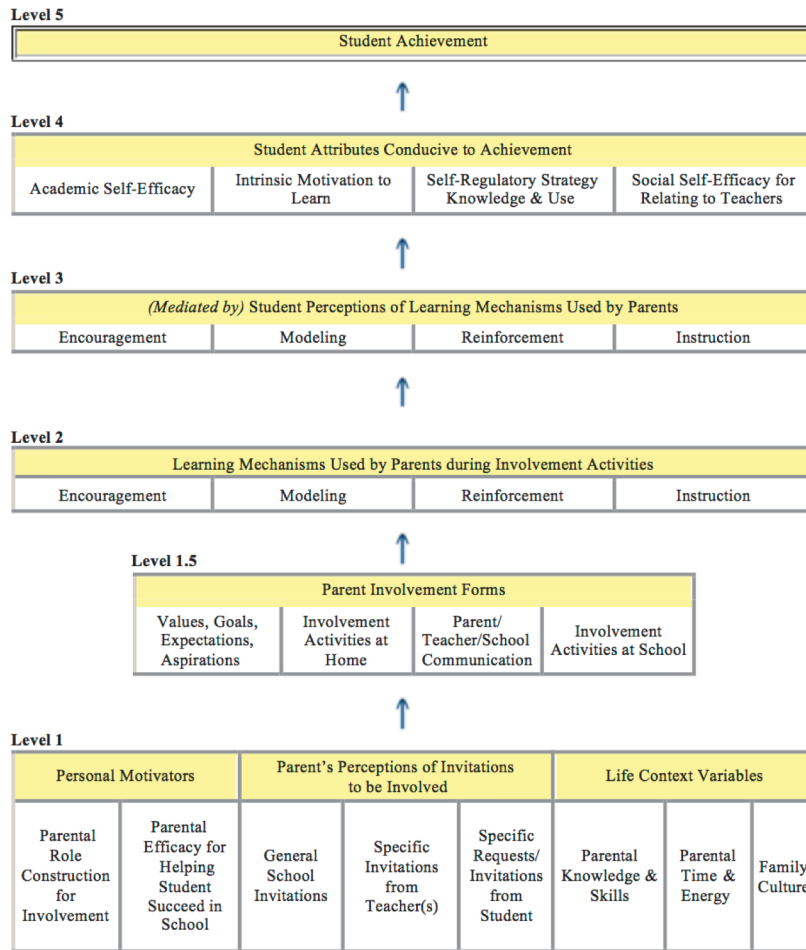 Level 5
Student Achievement
Level 4
Student Attributes Conducive to Achievement
Academic Self-Efficacy
Intrinsic Motivation to
Learn
Self-Regulatory Strategy
Knowledge & Use
Social Self-Efficacy for
Relating to Teachers
Level 3
(Mediated by) Student Perceptions of Learning Mechanisms Used by Parents
Encouragement
Modeling
Reinforcement
Instruction
Level 2
Learning Mechanisms Used by Parents during Involvement Activities
Encouragement
Modeling
Reinforcement
Instruction
Level 1.5
Parent Involvement Forms
Values, Goals,
Expectations,
Aspirations
Involvement
Activities at
Home
Parent/
Teacher/School
Communication
Involvement
Activities at School
Level 1
Personal Motivators
Parent’s Perceptions of Invitations
to be Involved
Life Context Variables
Parental
Role
Construction
for
Involvement
Parental
Efficacy for
Helping
Student
Succeed in
School
General
School
Invitations
Specific
Invitations
from
Teacher(s)
Specific
Requests/
Invitations
from
Student
Parental
Knowledge &
Skills
Parental
Time &
Energy
Family
Culture